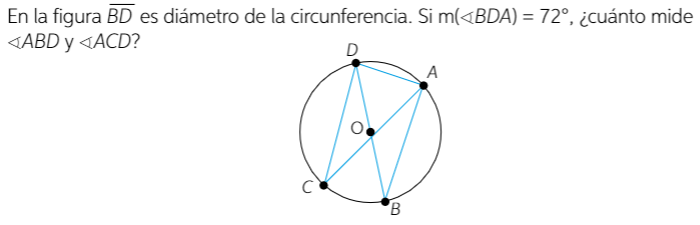 En la figura BD es diámetro de la circunferencia. Si m(∢BDA) = 72°, ¿cuánto mide
∢ABD y ∢ACD?
D
A
O
C
B